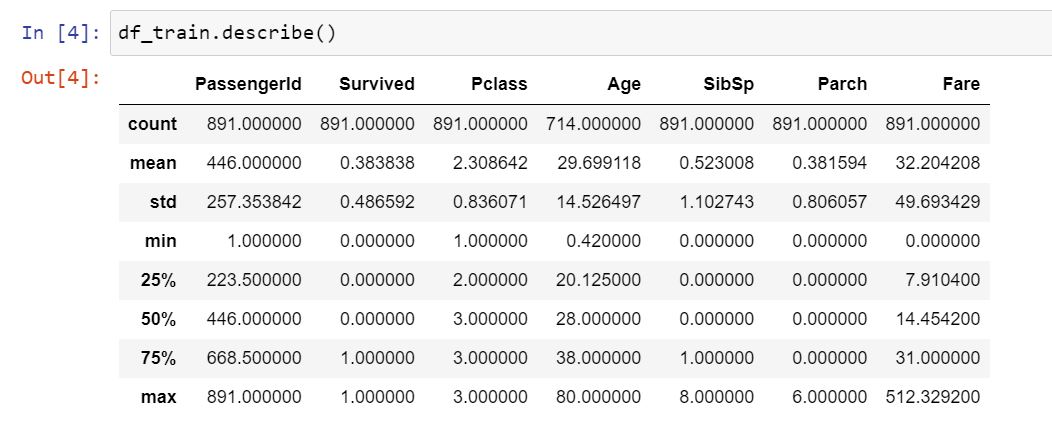 In [4]: df_train.describe()
Out[4]:
PassengerId Survived Pclass Age SibSp Parch Fare
count 891.000000 891.000000 891.000000 714.000000 891.000000 891.000000 891.000000
mean 446.000000 0.383838 2.308642 29.699118 0.523008 0.381594 32.204208
std 257.353842 0.486592 0.836071 14.526497 1.102743 0.806057 49.693429
min 1.000000 0.000000 1.000000 0.420000 0.000000 0.000000 0.000000
25% 223.500000 0.000000 2.000000 20.125000 0.000000 0.000000 7.910400
50% 446.000000 0.000000 3.000000 28.000000 0.000000 0.000000 14.454200
75% 668.500000 1.000000 3.000000 38.000000 1.000000 0.000000 31.000000
max 891.000000 1.000000 3.000000 80.000000 8.000000 6.000000 512.329200